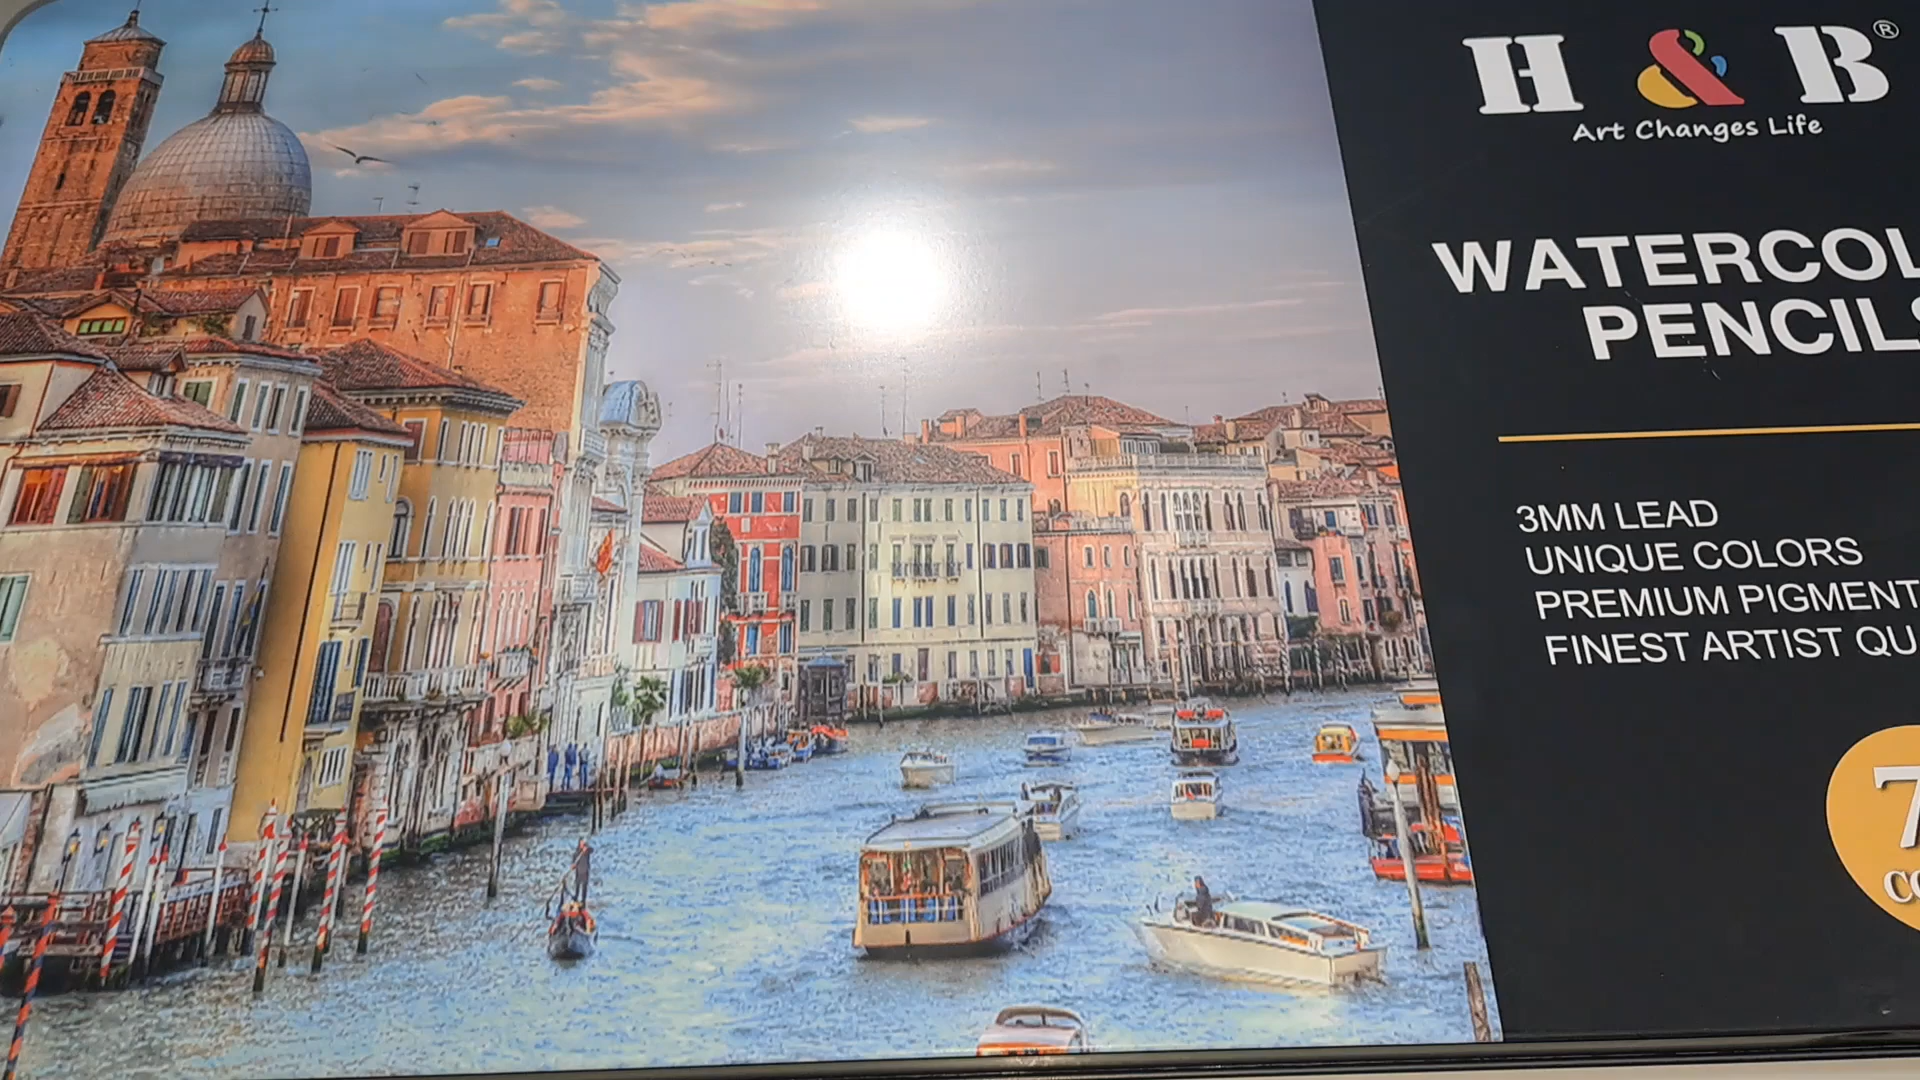 H & B®
Art Changes Life
WATERCOL
PENCILS
3MM LEAD
UNIQUE COLORS
PREMIUM PIGMENT
FINEST ARTIST QU
7
CO